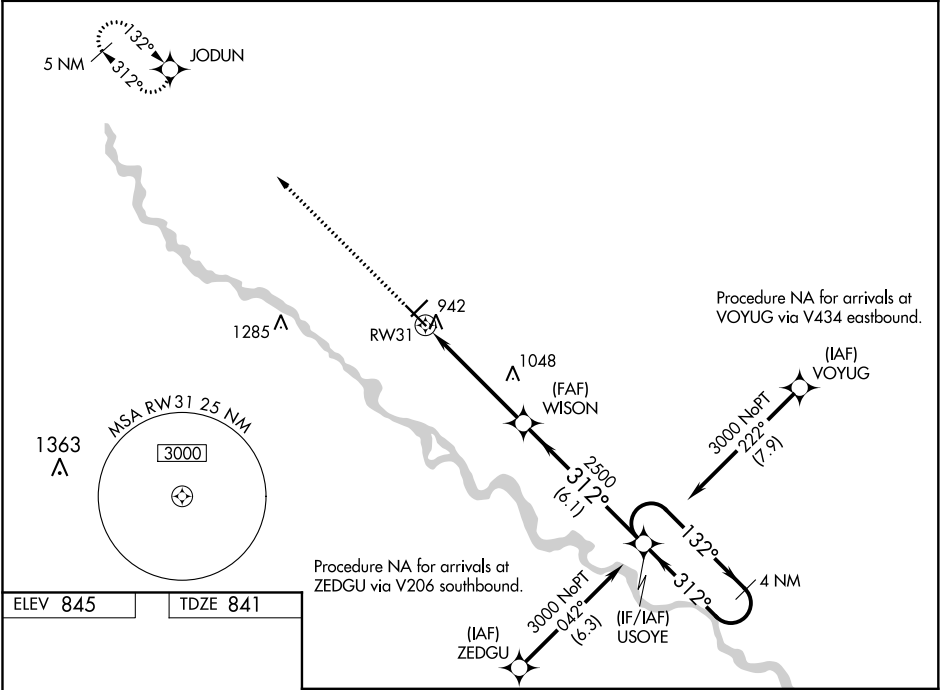 132°
JODUN
5 NM
312°
942
RW31
1285
1048
Procedure NA for arrivals at
VOYUG via V434 eastbound.
(IAF)
VOYUG
(FAF)
WISON
3000 NoPT
222°
(7.9)
MSA RW31 25 NM
3000
1363
2500
312°
(6.1)
132°
312°
4 NM
Procedure NA for arrivals at
ZEDGU via V206 southbound.
3000 NoPT
042°
(6.3)
(IF/IAF)
USOYE
(IAF)
ZEDGU
ELEV 845
TDZE 841